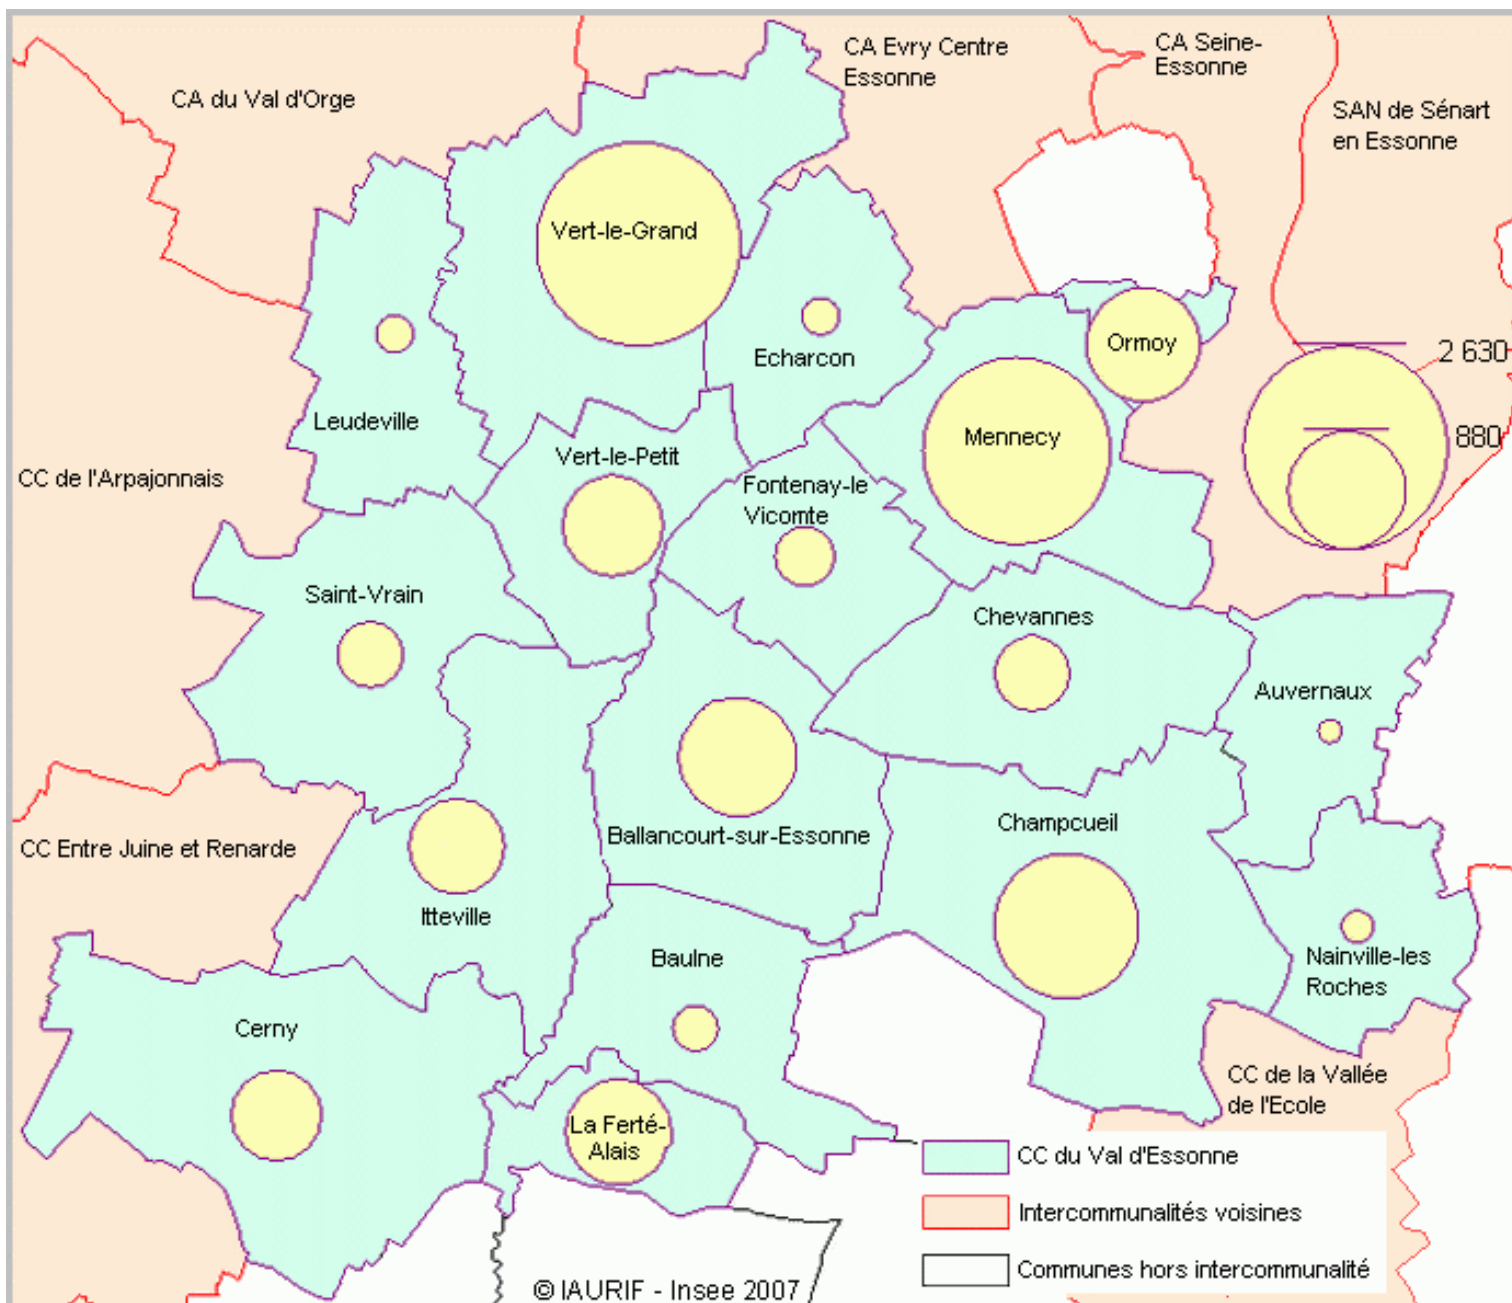 CA Evry Centre
Essonne
CA Seine-
Essonne
CA du Val d'Orge
SAN de Sénart
en Essonne
Vert-le-Grand
Ormoy
2 630
Echarcon
Leudeville
Mennecy
880
Vert-le-Petit
CC de l'Arpajonnais
Fontenay-le
Vicomte
Saint-Vrain
Chevannes
Auvernaux
Champcueil
Ballancourt-sur-Essonne
CC Entre Juine et Renarde
Itteville
Baulne
Nainville-les
Roches
Cerny
CC de la Vallée
de l'Ecole
La Ferté-
Alais
CC du Val d'Essonne
Intercommunalités voisines
Communes hors intercommunalité
© IAURIF - Insee 2007